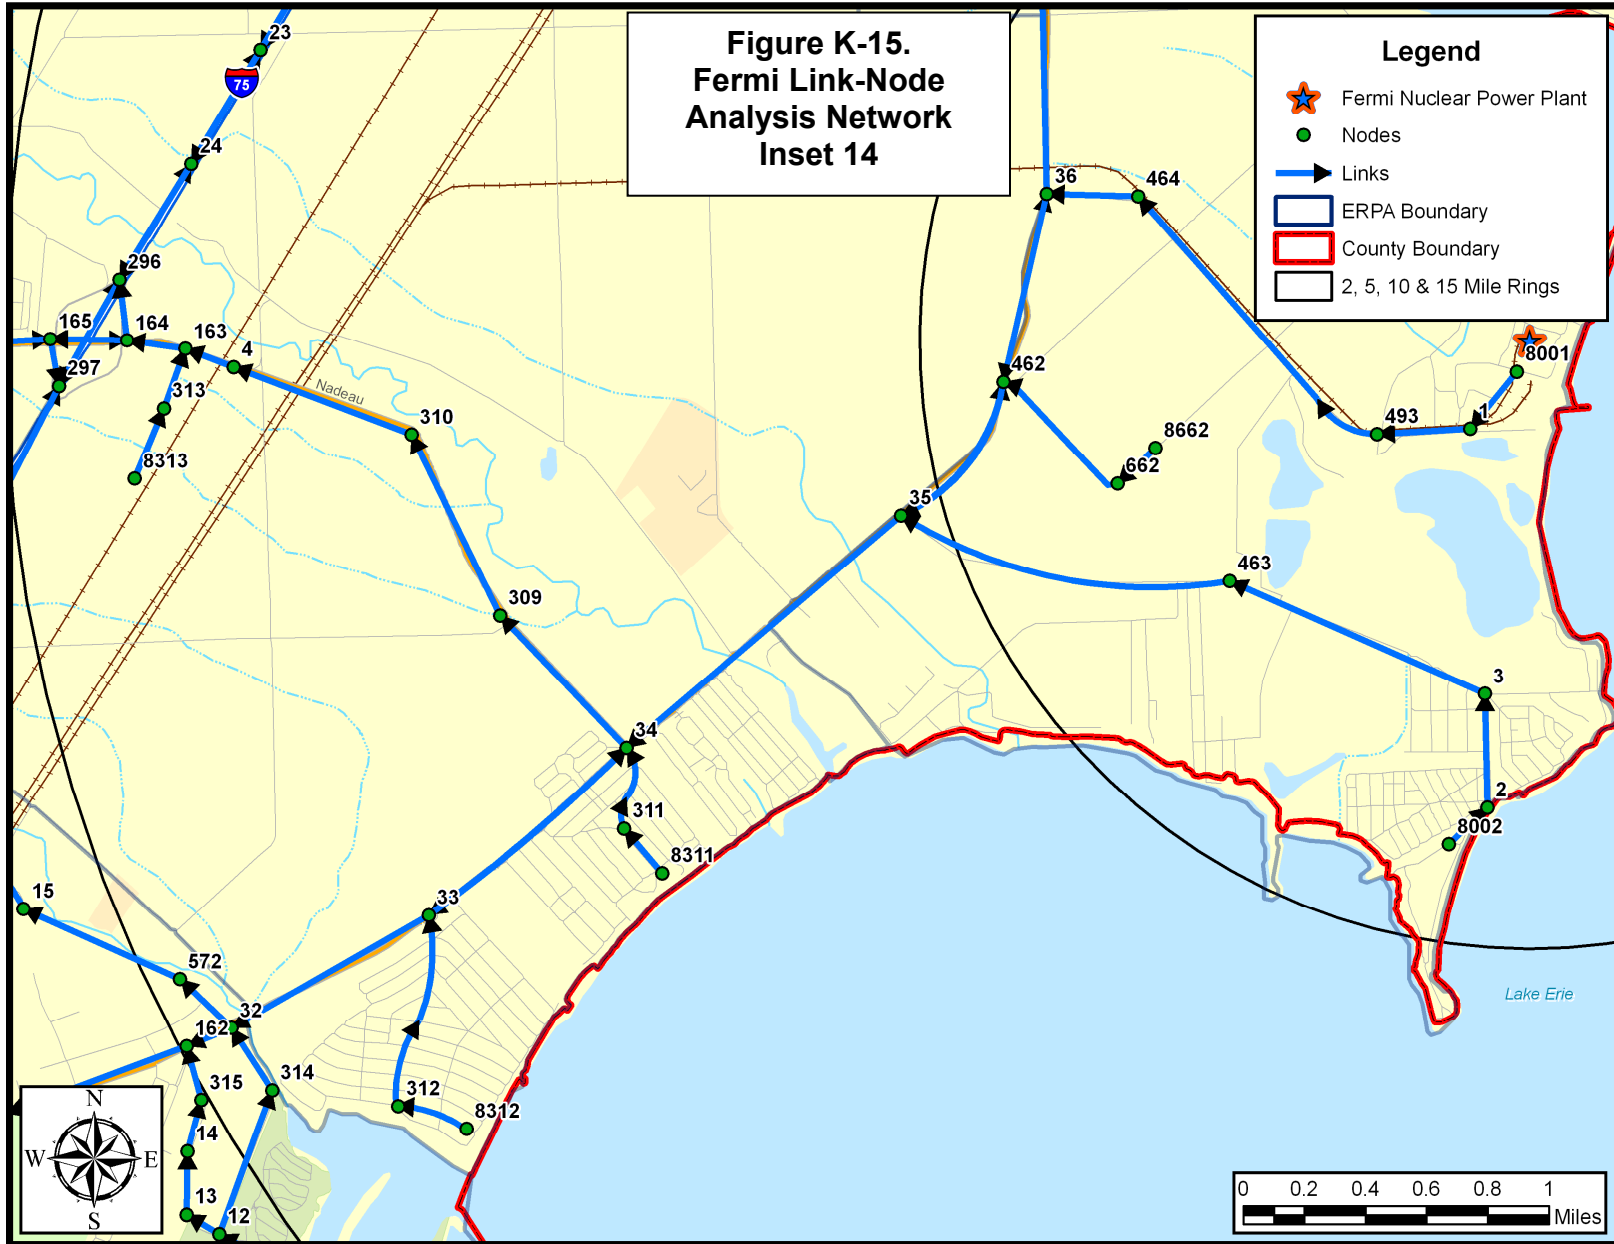 Figure K-15.
Fermi Link-Node
Analysis Network
Inset 14
Legend
Fermi Nuclear Power Plant
Nodes
Links
ERPA Boundary
County Boundary
2, 5, 10 & 15 Mile Rings
23
75
24
296
165
164
163
4
297
Nadeau
313
310
8313
309
36
464
462
8662
662
35
463
493
1
8001
3
2
8002
34
311
8311
33
15
572
32
162
314
315
312
8312
14
13
12
Lake Erie
N
W
E
S
0 0.2 0.4 0.6 0.8 1
Miles